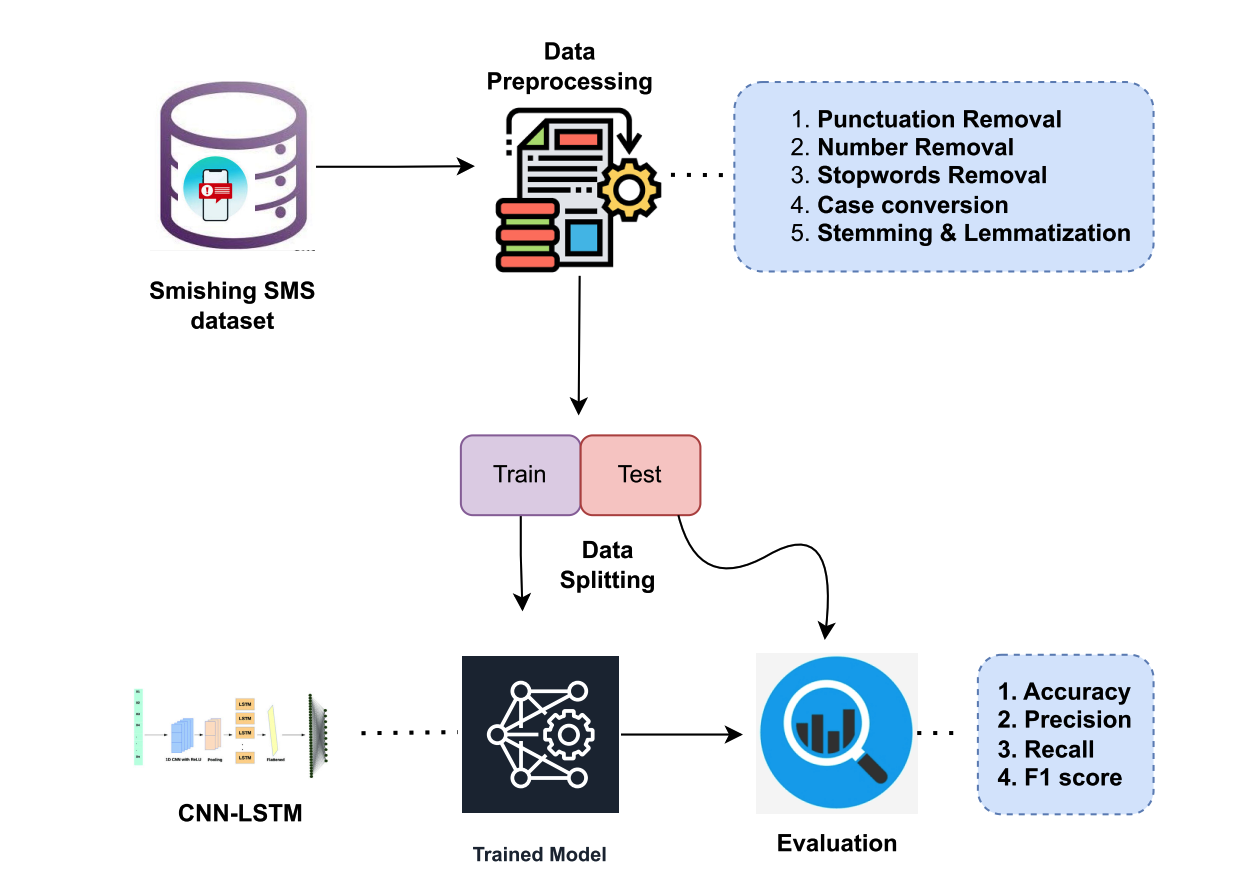 Data
Preprocessing
1. Punctuation Removal
2. Number Removal
3. Stopwords Removal
4. Case conversion
5. Stemming & Lemmatization
Smishing SMS
dataset
Train
Test
Data
Splitting
LSTM
LSTM
LSTM
LSTM
1D CNN with ReLU
Pooling
LSTM
Flattened
CNN-LSTM
Trained Model
Evaluation
1. Accuracy
2. Precision
3. Recall
4. F1 score